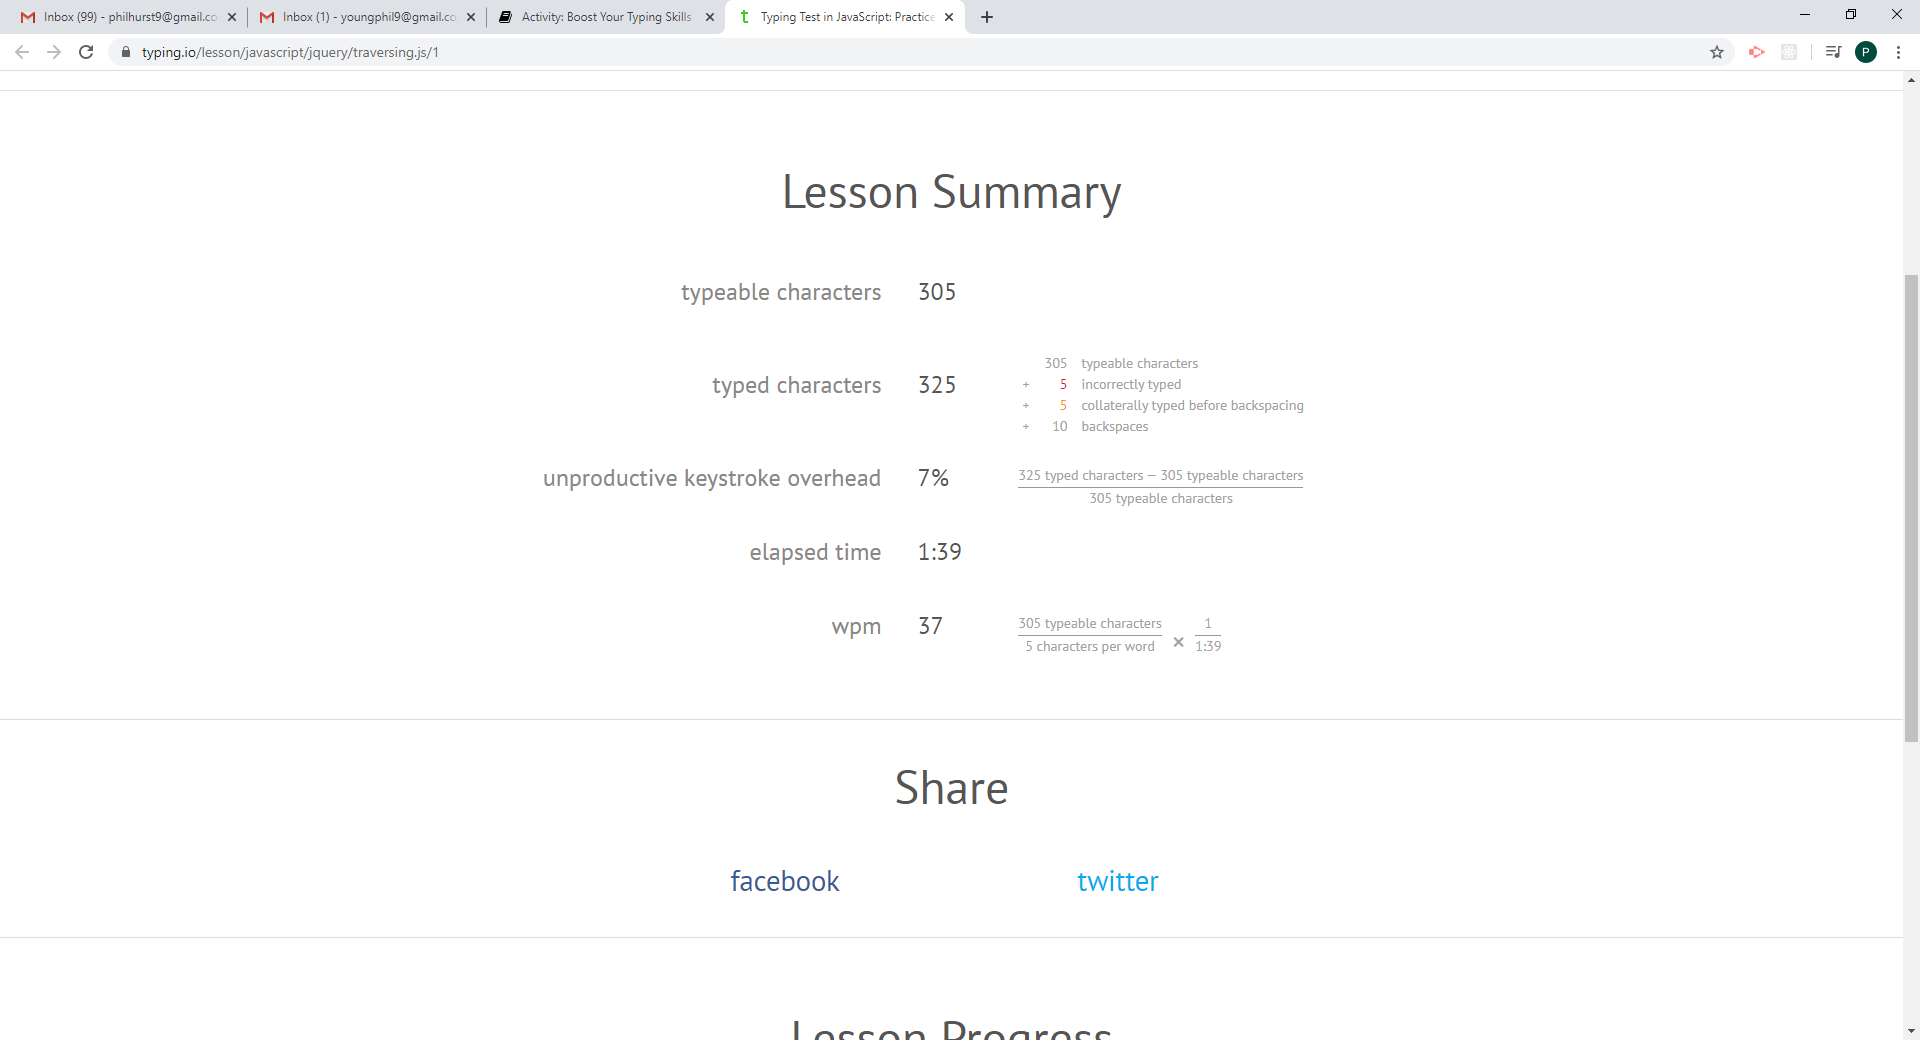 Inbox (99) - philhurst9@gmail.co
Inbox (1) - youngphil9@gmail.co
Activity: Boost Your Typing Skills
t Typing Test in JavaScript: Practice
typing.io/lesson/javascript/jquery/traversing.js/1
P
Lesson Summary
typeable characters 305
typed characters 325
305 typeable characters
+ 5 incorrectly typed
+ 5 collaterally typed before backspacing
+ 10 backspaces
unproductive keystroke overhead 7%
325 typed characters — 305 typeable characters
305 typeable characters
elapsed time 1:39
wpm 37
305 typeable characters
5 characters per word
×
1
1:39
Share
facebook twitter
Lesson Progress